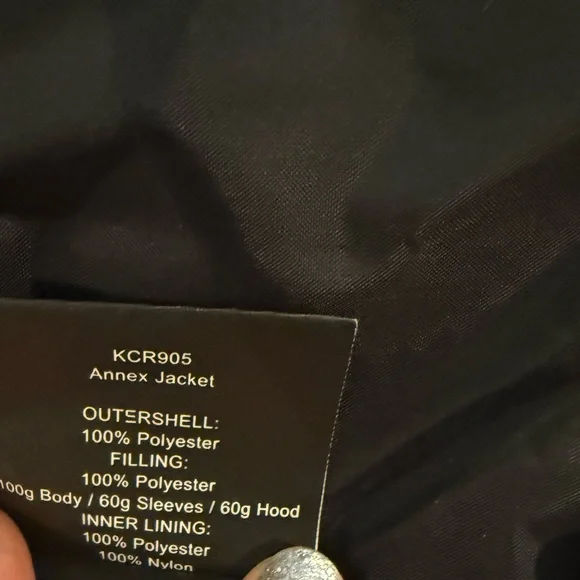 KCR905
Annex Jacket
OUTERSHELL:
100% Polyester
FILLING:
100% Polyester
100g Body / 60g Sleeves / 60g Hood
INNER LINING:
100% Polyester
100% Nylon